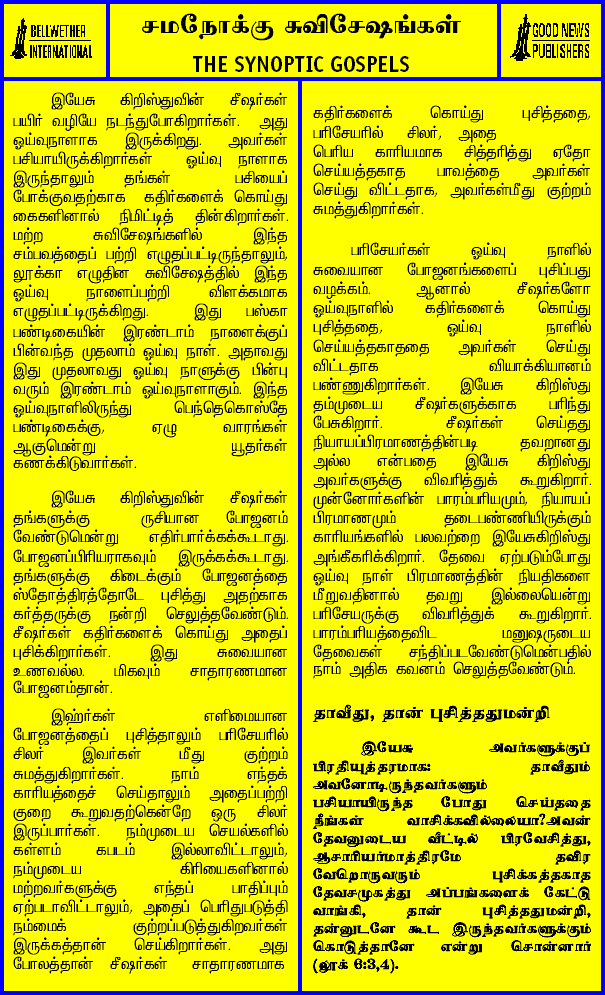 BELLWETHER
INTERNATIONAL
சமநோக்கு சுவிசேஷங்கள்
THE SYNOPTIC GOSPELS
GOOD NEWS
PUBLISHERS
இயேசு கிறிஸ்துவின் சீஷர்கள்
பயிர் வழியே நடந்துபோகிறார்கள். அது
ஓய்வுநாளாக இருக்கிறது. அவர்கள்
பசியாயிருக்கிறார்கள் ஓய்வு நாளாக
இருந்தாலும் தங்கள் பசியைப்
போக்குவதற்காக கதிர்களைக் கொய்து
கைகளினால் நிமிட்டித் தின்கிறார்கள்.
மற்ற சுவிசேஷங்களில் இந்த
சம்பவத்தைப் பற்றி எழுதப்பட்டிருந்தாலும்,
லூக்கா எழுதின சுவிசேஷத்தில் இந்த
ஓய்வு நாளைப்பற்றி விளக்கமாக
எழுதப்பட்டிருக்கிறது. இது பஸ்கா
பண்டிகையின் இரண்டாம் நாளைக்குப்
பின்வந்த முதலாம் ஓய்வு நாள். அதாவது
இது முதலாவது ஓய்வு நாளுக்கு பின்பு
வரும் இரண்டாம் ஓய்வுநாளாகும். இந்த
ஓய்வுநாளிலிருந்து பெந்தெகொஸ்தே
பண்டிகைக்கு, ஏழு வாரங்கள்
ஆகுமென்று யூதர்கள்
கணக்கிடுவார்கள்.
இயேசு கிறிஸ்துவின் சீஷர்கள்
தங்களுக்கு ருசியான போஜனம்
வேண்டுமென்று எதிர்பார்க்கக்கூடாது.
போஜனப்பிரியராகவும் இருக்கக்கூடாது.
தங்களுக்கு கிடைக்கும் போஜனத்தை
ஸ்தோத்திரத்தோடே புசித்து அதற்காக
கர்த்தருக்கு நன்றி செலுத்தவேண்டும்.
சீஷர்கள் கதிர்களைக் கொய்து அதைப்
புசிக்கிறார்கள். இது சுவையான
உணவல்ல. மிகவும் சாதாரணமான
போஜனம்தான்.
இஹ்ர்கள் எளிமையான
போஜனத்தைப் புசித்தாலும் பரிசேயரில்
சிலர் இவர்கள் மீது குற்றம்
சுமத்துகிறார்கள். நாம் எந்தக்
காரியத்தைச் செய்தாலும் அதைப்பற்றி
குறை கூறுவதற்கென்றே ஒரு சிலர்
இருப்பார்கள். நம்முடைய செயல்களில்
கள்ளம் கபடம் இல்லாவிட்டாலும்,
நம்முடைய கிரியைகளினால்
மற்றவர்களுக்கு எந்தப் பாதிப்பும்
ஏற்படாவிட்டாலும், அதைப் பெரிதுபடுத்தி
நம்மைக் குற்றப்படுத்துகிறவர்கள்
இருக்கத்தான் செய்கிறார்கள். அது
போலத்தான் சீஷர்கள் சாதாரணமாக
கதிர்களைக் கொய்து புசித்ததை,
பரிசேயரில் சிலர், அதை
பெரிய காரியமாக சித்தரித்து ஏதோ
செய்யத்தகாத பாவத்தை அவர்கள்
செய்து விட்டதாக, அவர்கள்மீது குற்றம்
சுமத்துகிறார்கள்.
பரிசேயர்கள் ஓய்வு நாளில்
சுவையான போஜனங்களைப் புசிப்பது
வழக்கம். ஆனால் சீஷர்களோ
ஓய்வுநாளில் கதிர்களைக் கொய்து
புசித்ததை, ஓய்வு நாளில்
செய்யத்தகாததை அவர்கள் செய்து
விட்டதாக வியாக்கியானம்
பண்ணுகிறார்கள். இயேசு கிறிஸ்து
தம்முடைய சீஷர்களுக்காக பரிந்து
பேசுகிறார். சீஷர்கள் செய்தது
நியாயப்பிரமாணத்தின்படி தவறானது
அல்ல என்பதை இயேசு கிறிஸ்து
அவர்களுக்கு விவரித்துக் கூறுகிறார்.
முன்னோர்களின் பாரம்பரியமும், நியாயப்
பிரமாணமும் தடைபண்ணியிருக்கும்
காரியங்களில் பலவற்றை இயேசுகிறிஸ்து
அங்கீகரிக்கிறார். தேவை ஏற்படும்போது
ஓய்வு நாள் பிரமாணத்தின் நியதிகளை
மீறுவதினால் தவறு இல்லையென்று
பரிசேயருக்கு விவரித்துக் கூறுகிறார்.
பாரம்பரியத்தைவிட மனுஷருடைய
தேவைகள் சந்திப்படவேண்டுமென்பதில்
நாம் அதிக கவனம் செலுத்தவேண்டும்.
தாவீது, தான் புசித்ததுமன்றி
இயேசு அவர்களுக்குப்
பிரதியுத்தரமாக: தாவீதும்
அவனோடிருந்தவர்களும்
பசியாயிருந்த போது செய்ததை
நீங்கள் வாசிக்கவில்லையா?அவன்
தேவனுடைய வீட்டில் பிரவேசித்து,
ஆசாரியர்மாத்திரமே தவிர
வேறொருவரும் புசிக்கத்தகாத
தேவசமுகத்து அப்பங்களைக் கேட்டு
வாங்கி, தான் புசித்ததுமன்றி,
தன்னுடனே கூட இருந்தவர்களுக்கும்
கொடுத்தானே என்று சொன்னார்
(லூக் 6:3,4).